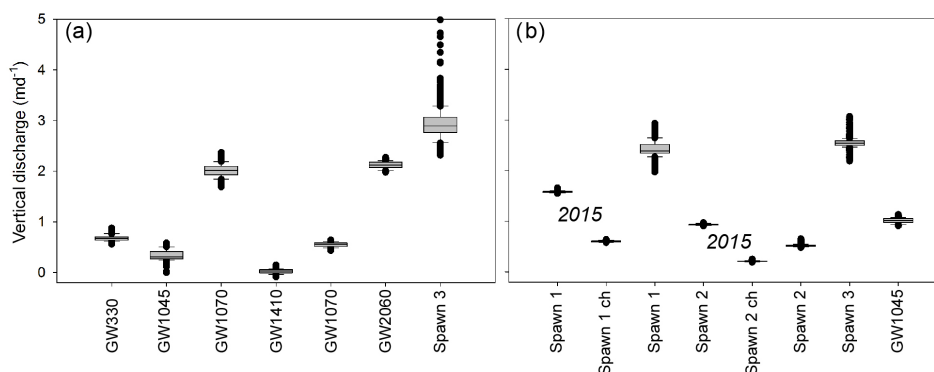 (a)
(b)
Vertical discharge (md⁻¹)
5
4
3
2
1
0
2015
2015
GW330
GW1045
GW1070
GW1410
GW1070
GW2060
Spawn 3
Spawn 1
Spawn 1 ch
Spawn 1
Spawn 2
Spawn 2 ch
Spawn 2
Spawn 3
GW1045